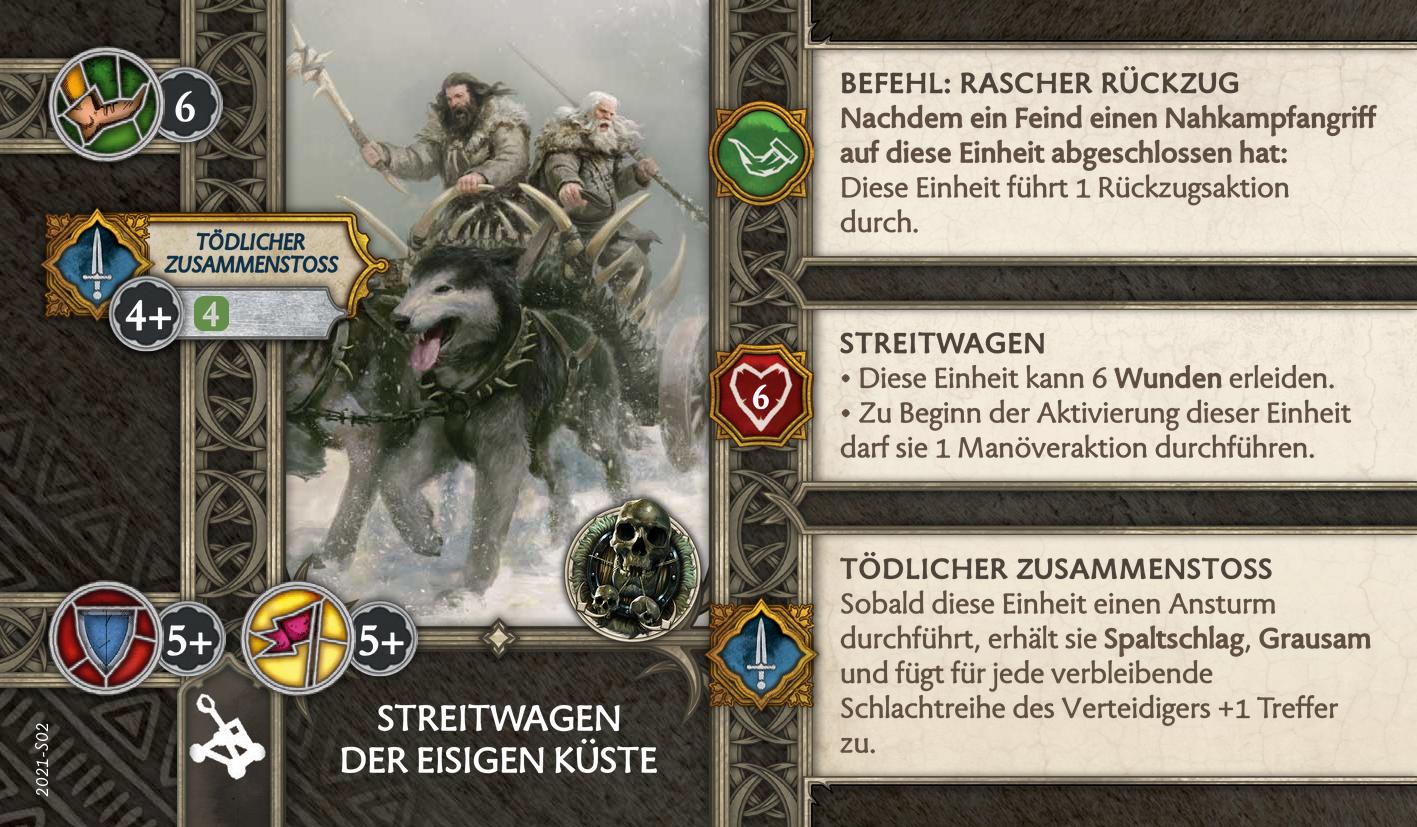 6
TÖDLICHER
ZUSAMMENSTOSS
4+ 4
5+ 5+
STREITWAGEN
DER EISIGEN KÜSTE
2021-S02
BEFEHL: RASCHER RÜCKZUG
Nachdem ein Feind einen Nahkampfangriff
auf diese Einheit abgeschlossen hat:
Diese Einheit führt 1 Rückzugsaktion
durch.
6
STREITWAGEN
• Diese Einheit kann 6 Wunden erleiden.
• Zu Beginn der Aktivierung dieser Einheit
darf sie 1 Manöveraktion durchführen.
TÖDLICHER ZUSAMMENSTOSS
Sobald diese Einheit einen Ansturm
durchführt, erhält sie Spaltschlag, Grausam
und fügt für jede verbleibende
Schlachtreihe des Verteidigers +1 Treffer
zu.